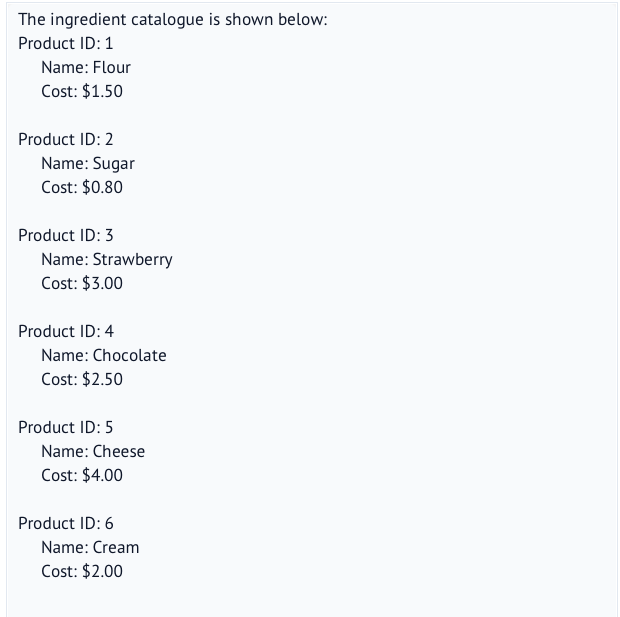 The ingredient catalogue is shown below:
Product ID: 1
Name: Flour
Cost: $1.50
Product ID: 2
Name: Sugar
Cost: $0.80
Product ID: 3
Name: Strawberry
Cost: $3.00
Product ID: 4
Name: Chocolate
Cost: $2.50
Product ID: 5
Name: Cheese
Cost: $4.00
Product ID: 6
Name: Cream
Cost: $2.00